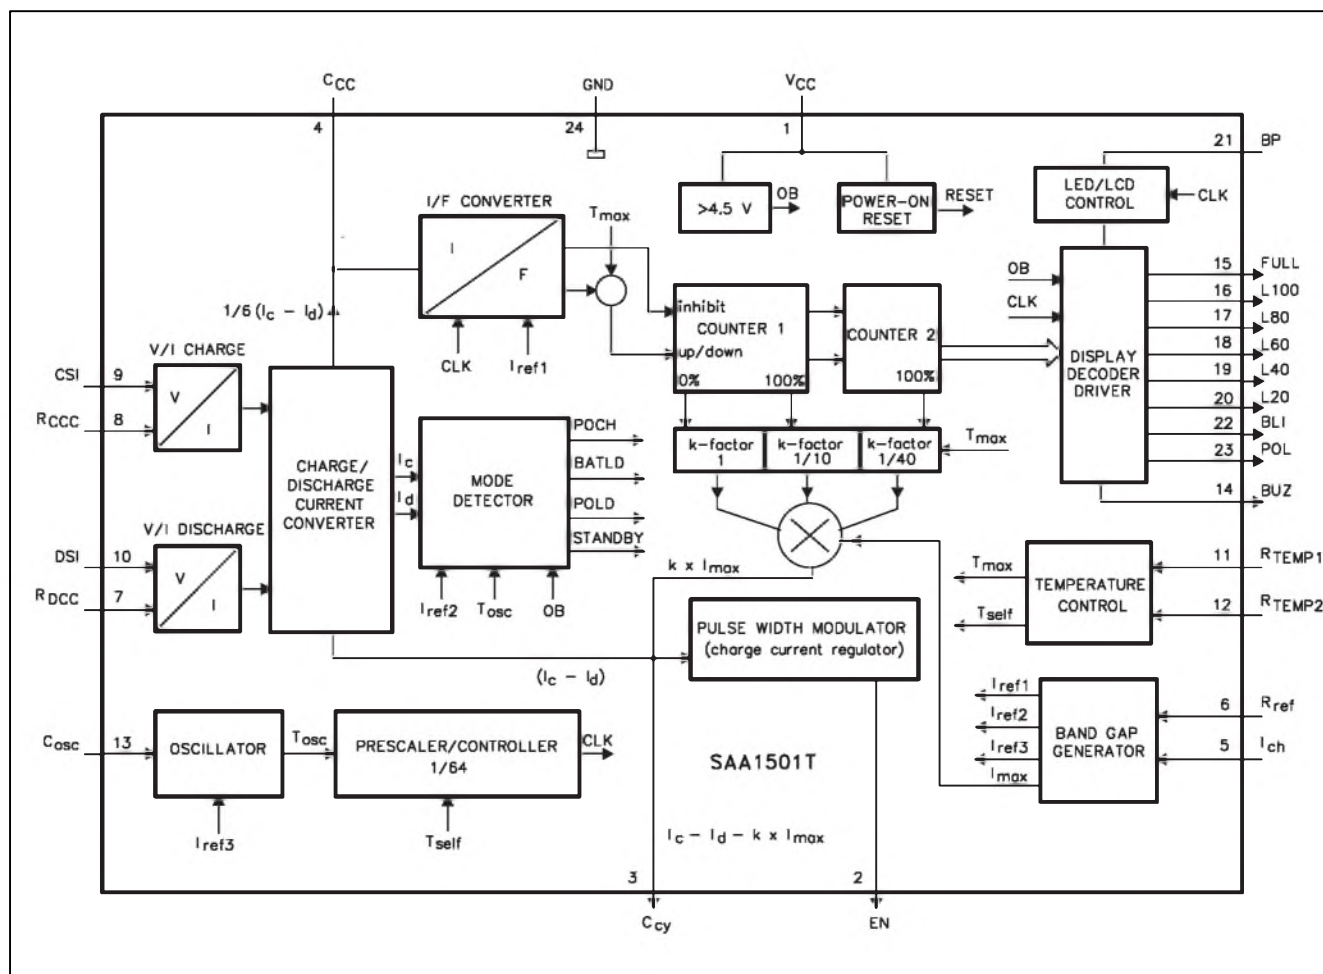 CCC
GND
VCC
4
24
1
21
BP
LED/LCD
CONTROL
CLK
>4.5 V
OB
POWER-ON
RESET
RESET
I/F CONVERTER
I
F
Tmax
CLK
Iref1
1/6 (Ic – Id)
inhibit
COUNTER 1
up/down
0%
100%
COUNTER 2
100%
OB
CLK
DISPLAY
DECODER
DRIVER
15
FULL
16
L100
17
L80
18
L60
19
L40
20
L20
22
BLI
23
POL
14
BUZ
V/I CHARGE
CSI
9
RCCC
8
V
I
CHARGE/
DISCHARGE
CURRENT
CONVERTER
Ic
Id
MODE
DETECTOR
POCH
BATLD
POLD
STANDBY
Iref2
Tosc
OB
k-factor
1
k-factor
1/10
k-factor
1/40
Tmax
V/I DISCHARGE
DSI
10
RDCC
7
V
I
k x Imax
PULSE WIDTH MODULATOR
(charge current regulator)
(Ic – Id)
Tmax
Tself
TEMPERATURE
CONTROL
11
RTEMP1
12
RTEMP2
Iref1
Iref2
Iref3
Imax
BAND GAP
GENERATOR
6
Rref
5
Ich
Cosc
13
OSCILLATOR
Tosc
PRESCALER/CONTROLLER
1/64
CLK
Iref3
Tself
SAA1501T
Ic – Id – k x Imax
3
2
Ccy
EN